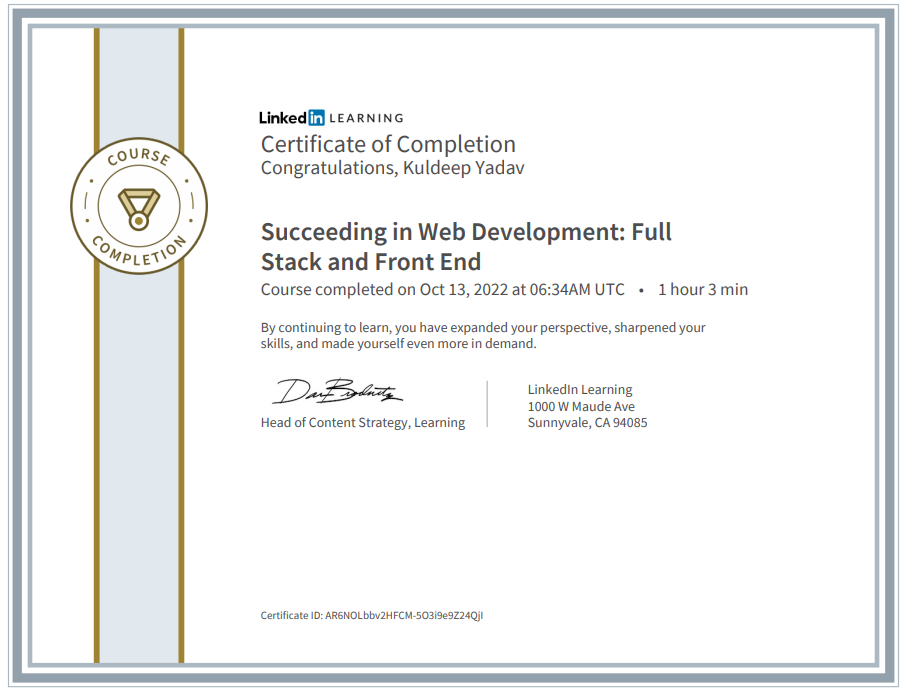 LinkedIn LEARNING
Certificate of Completion
Congratulations, Kuldeep Yadav
COURSE
COMPLETION
Succeeding in Web Development: Full
Stack and Front End
Course completed on Oct 13, 2022 at 06:34AM UTC • 1 hour 3 min
By continuing to learn, you have expanded your perspective, sharpened your
skills, and made yourself even more in demand.
Head of Content Strategy, Learning
LinkedIn Learning
1000 W Maude Ave
Sunnyvale, CA 94085
Certificate ID: AR6NOLbbv2HFCM-5O3i9e9Z24QjI